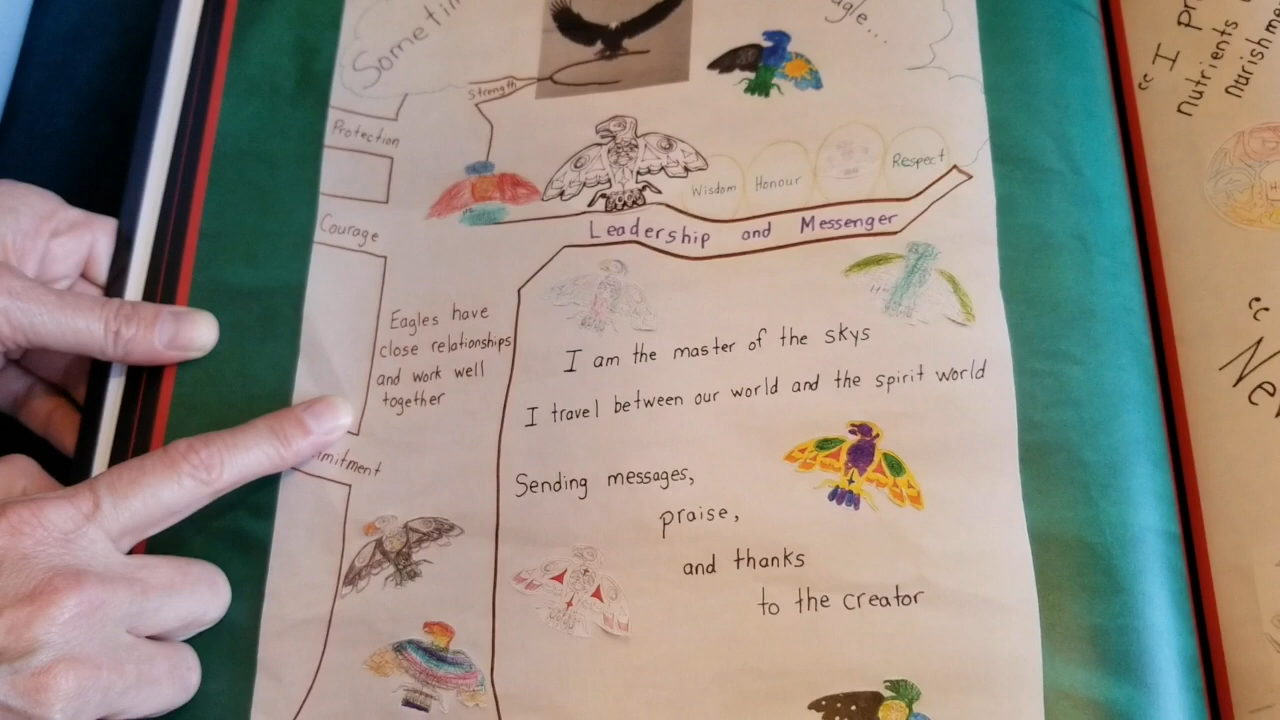 Strength
Protection
Wisdom
Honour
Respect
Courage
Leadership and Messenger
Eagles have
close relationships
and work well
together
I am the master of the skys
I travel between our world and the spirit world
Sending messages,
praise,
and thanks
to the creator
"I
nutrients
nurishme